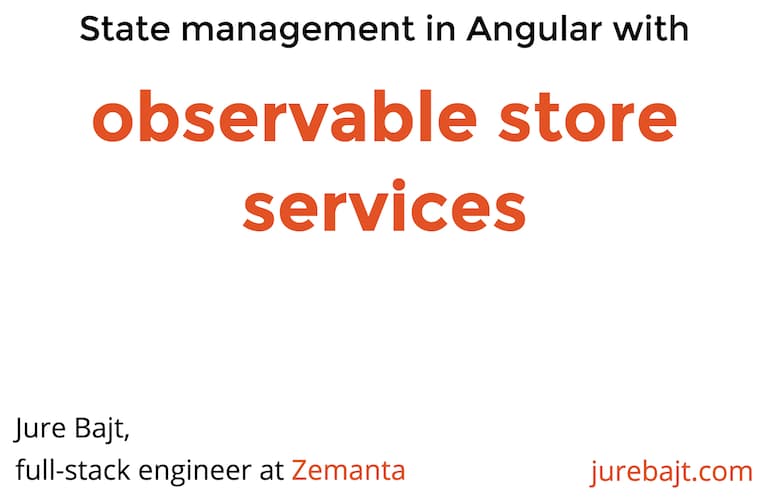 State management in Angular with
observable store
services
Jure Bajt,
full-stack engineer at Zemanta
jurebajt.com